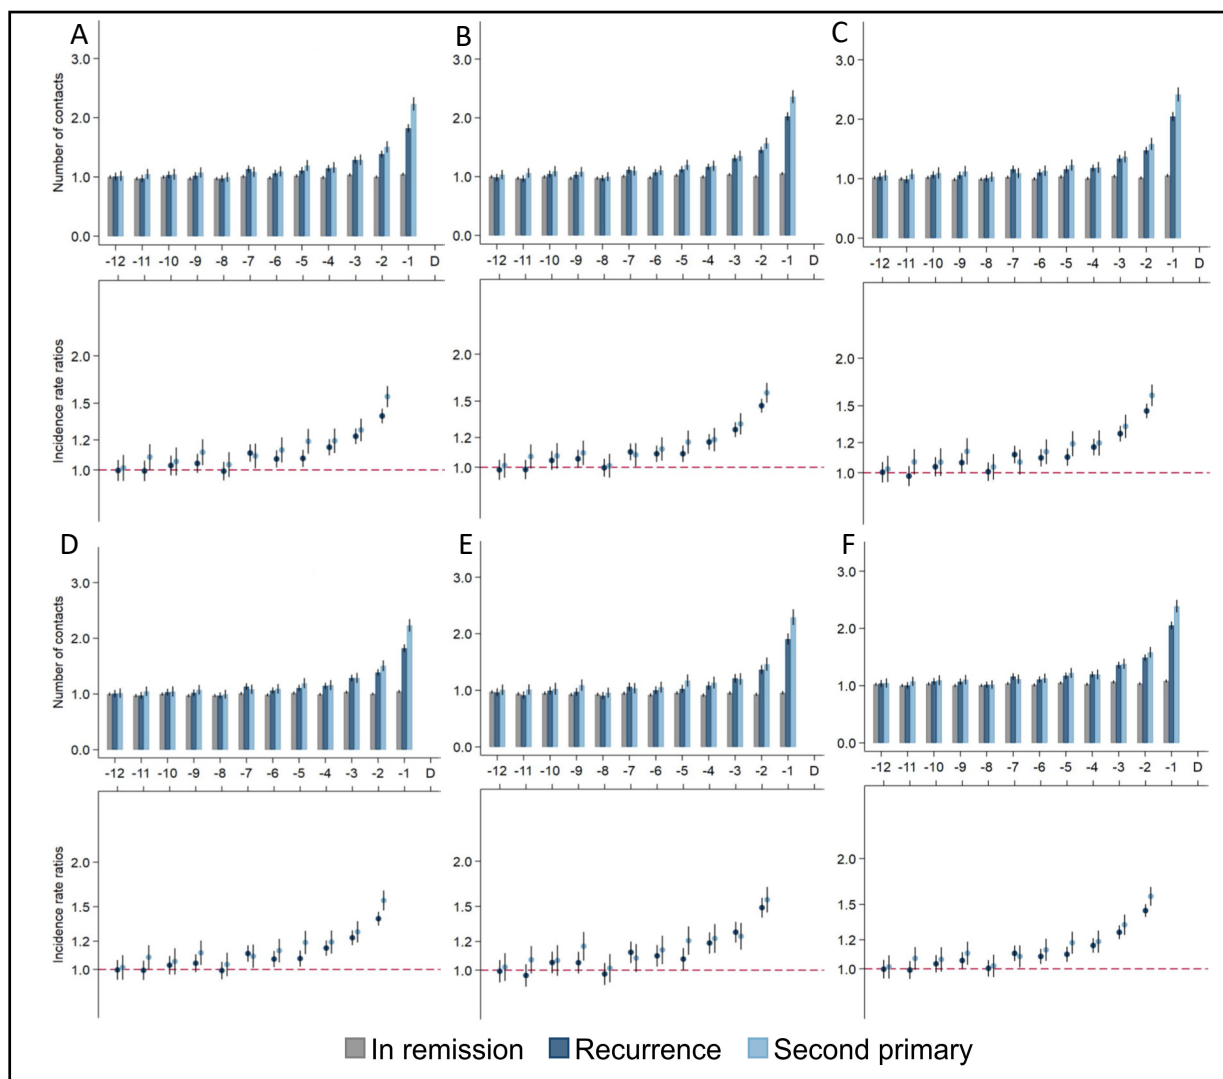 A B C
Number of contacts
3.0 3.0 3.0
2.0 2.0 2.0
1.0 1.0 1.0
0.0 0.0 0.0
-12 -11 -10 -9 -8 -7 -6 -5 -4 -3 -2 -1 D -12 -11 -10 -9 -8 -7 -6 -5 -4 -3 -2 -1 D -12 -11 -10 -9 -8 -7 -6 -5 -4 -3 -2 -1 D
Incidence rate ratios
2.0 2.0 2.0
1.5 1.5 1.5
1.2 1.2 1.2
1.0 1.0 1.0
D E F
Number of contacts
3.0 3.0 3.0
2.0 2.0 2.0
1.0 1.0 1.0
0.0 0.0 0.0
-12 -11 -10 -9 -8 -7 -6 -5 -4 -3 -2 -1 D -12 -11 -10 -9 -8 -7 -6 -5 -4 -3 -2 -1 D -12 -11 -10 -9 -8 -7 -6 -5 -4 -3 -2 -1 D
Incidence rate ratios
2.0 2.0 2.0
1.5 1.5 1.5
1.2 1.2 1.2
1.0 1.0 1.0
In remission Recurrence Second primary